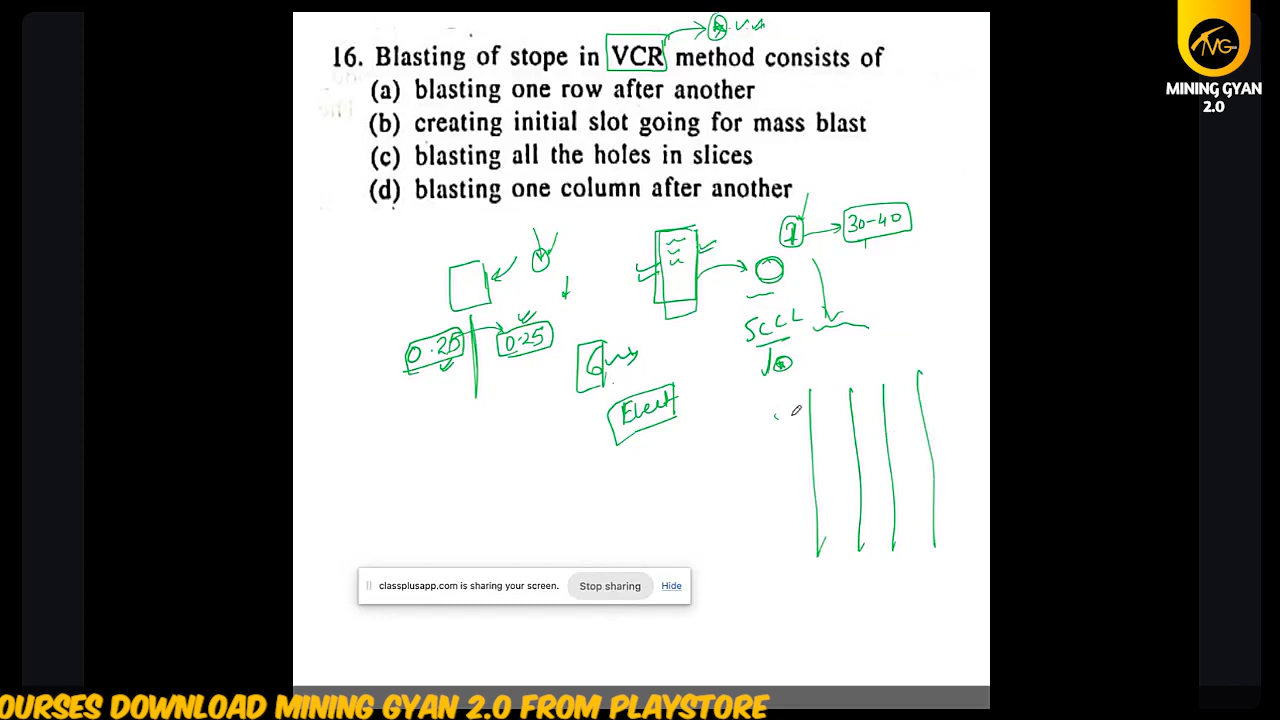 16. Blasting of stope in VCR method consists of
(a) blasting one row after another
(b) creating initial slot going for mass blast
(c) blasting all the holes in slices
(d) blasting one column after another
MINING GYAN
2.0
30-40
SCCL
0.25
0.25
Elect
classplusapp.com is sharing your screen. Stop sharing Hide
OURSES DOWNLOAD MINING GYAN 2.0 FROM PLAYSTORE